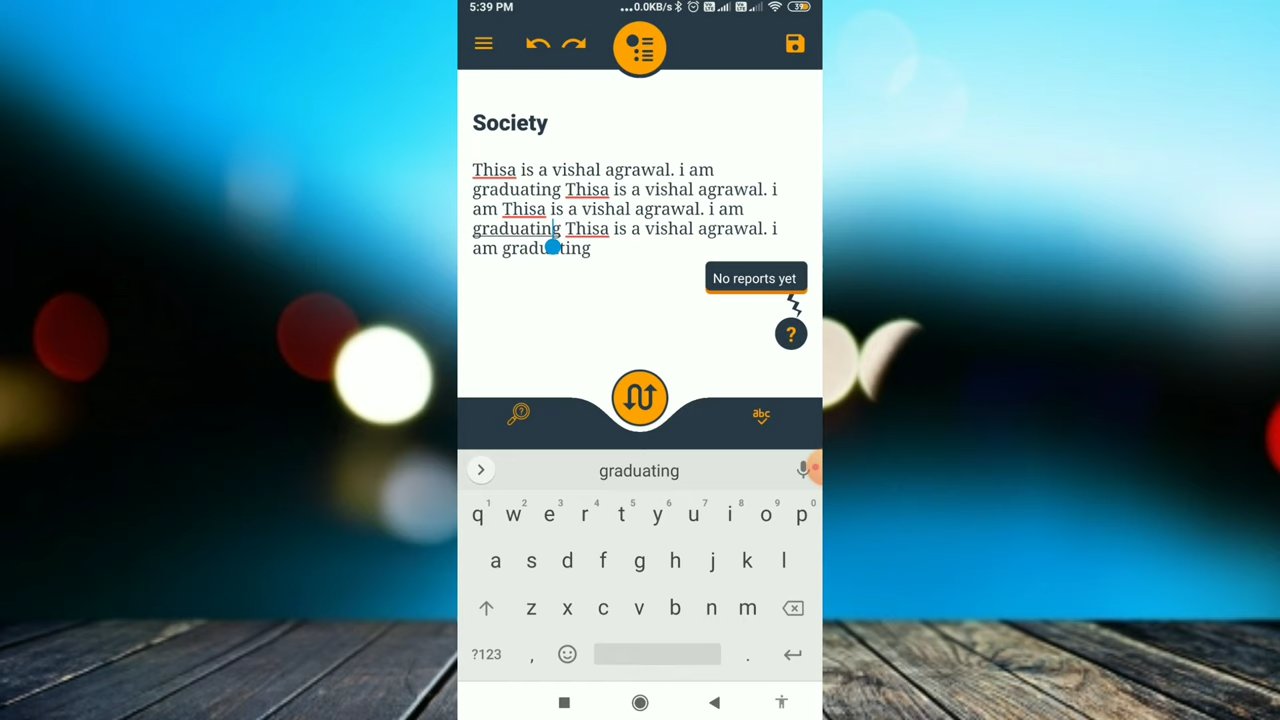 5:39 PM ...0.0KB/s 39
Society
Thisa is a vishal agrawal. i am
graduating Thisa is a vishal agrawal. i
am Thisa is a vishal agrawal. i am
graduating Thisa is a vishal agrawal. i
am graduating
No reports yet
?
? abc
graduating
1 2 3 4 5 6 7 8 9 0
q w e r t y u i o p
a s d f g h j k l
z x c v b n m
?123 , .